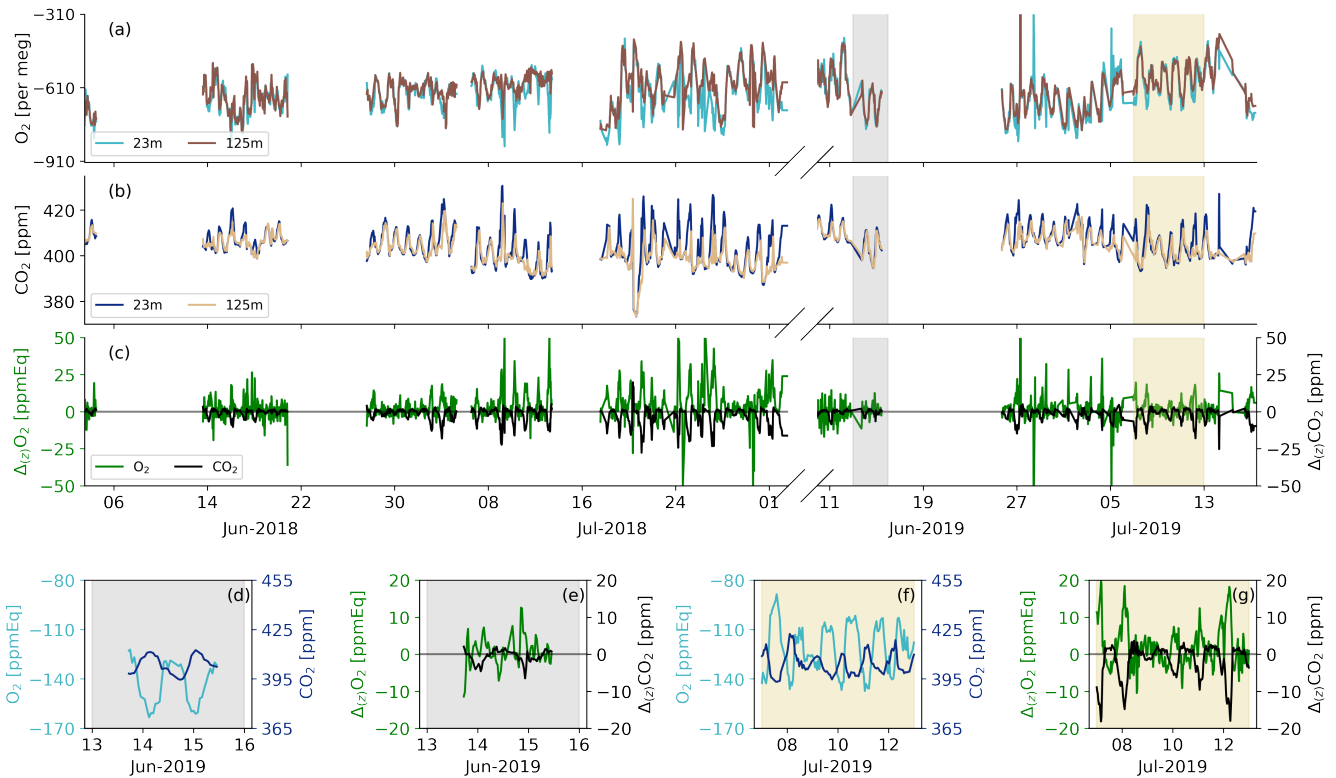 (a)
O₂ [per meg]
−310
−610
−910
23m 125m
(b)
CO₂ [ppm]
420
400
380
23m 125m
(c)
Δ(z)O₂ [ppmEq]
50
25
0
−25
−50
O₂ CO₂
50
25
0
−25
−50
Δ(z)CO₂ [ppm]
06 14 30 08 24 01 11 19 27 05 13
Jun-2018 Jul-2018 Jun-2019 Jul-2019
(d)
O₂ [ppmEq]
−80
−110
−140
−170
455
425
395
365
CO₂ [ppm]
13 14 15 16
Jun-2019
(e)
Δ(z)O₂ [ppmEq]
20
10
0
−10
−20
20
10
0
−10
−20
Δ(z)CO₂ [ppm]
13 14 15 16
Jun-2019
(f)
O₂ [ppmEq]
−80
−110
−140
−170
455
425
395
365
CO₂ [ppm]
08 10 12
Jul-2019
(g)
Δ(z)O₂ [ppmEq]
20
10
0
−10
−20
20
10
0
−10
−20
Δ(z)CO₂ [ppm]
08 10 12
Jul-2019